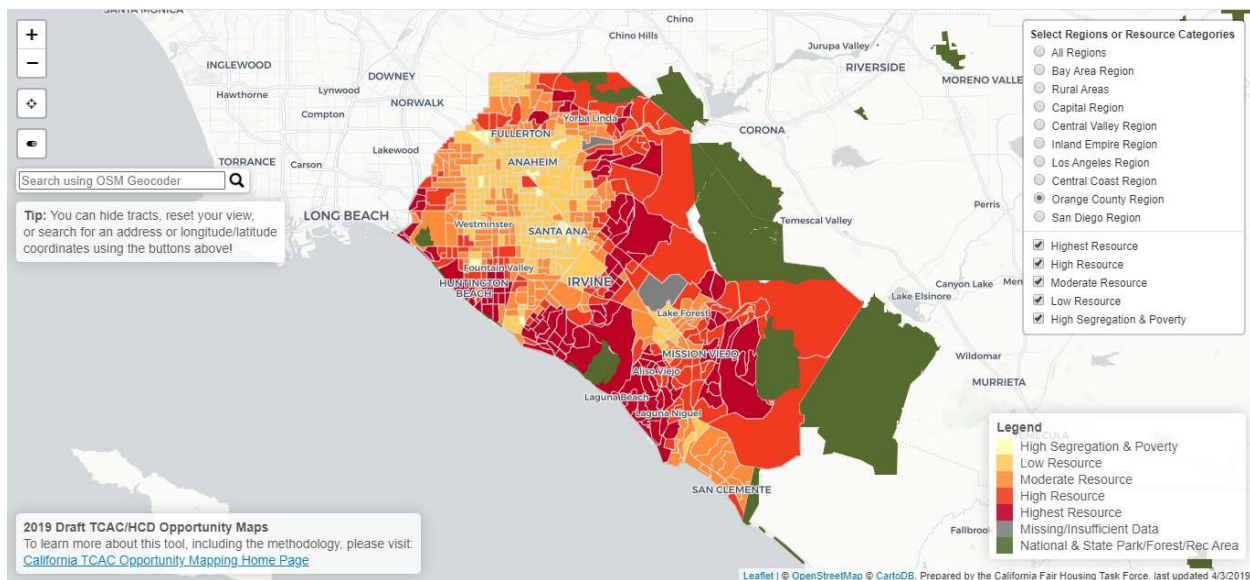 SANTA MONICA
Chino
Chino Hills
Jurupa Valley
RIVERSIDE
MORENO VALLE
INGLEWOOD
DOWNEY
Hawthorne
Lynwood
NORWALK
Compton
Yorba Linda
CORONA
FULLERTON
TORRANCE
Carson
Lakewood
ANAHEIM
LONG BEACH
Westminster
SANTA ANA
Temescal Valley
Perris
Fountain Valley
HUNTINGTON
BEACH
IRVINE
Canyon Lake
Men
Lake Elsinore
Lake Forest
MISSION VIEJO
Aliso Viejo
Wildomar
MURRIETA
Laguna Beach
Laguna Niguel
TEMECULA
SAN CLEMENTE
Fallbrook
+
−
Search using OSM Geocoder
Tip: You can hide tracts, reset your view,
or search for an address or longitude/latitude
coordinates using the buttons above!
Select Regions or Resource Categories
All Regions
Bay Area Region
Rural Areas
Capital Region
Central Valley Region
Inland Empire Region
Los Angeles Region
Central Coast Region
Orange County Region
San Diego Region
Highest Resource
High Resource
Moderate Resource
Low Resource
High Segregation & Poverty
Legend
High Segregation & Poverty
Low Resource
Moderate Resource
High Resource
Highest Resource
Missing/Insufficient Data
National & State Park/Forest/Rec Area
2019 Draft TCAC/HCD Opportunity Maps
To learn more about this tool, including the methodology, please visit:
California TCAC Opportunity Mapping Home Page
Leaflet | © OpenStreetMap © CartoDB, Prepared by the California Fair Housing Task Force, last updated 4/3/2019